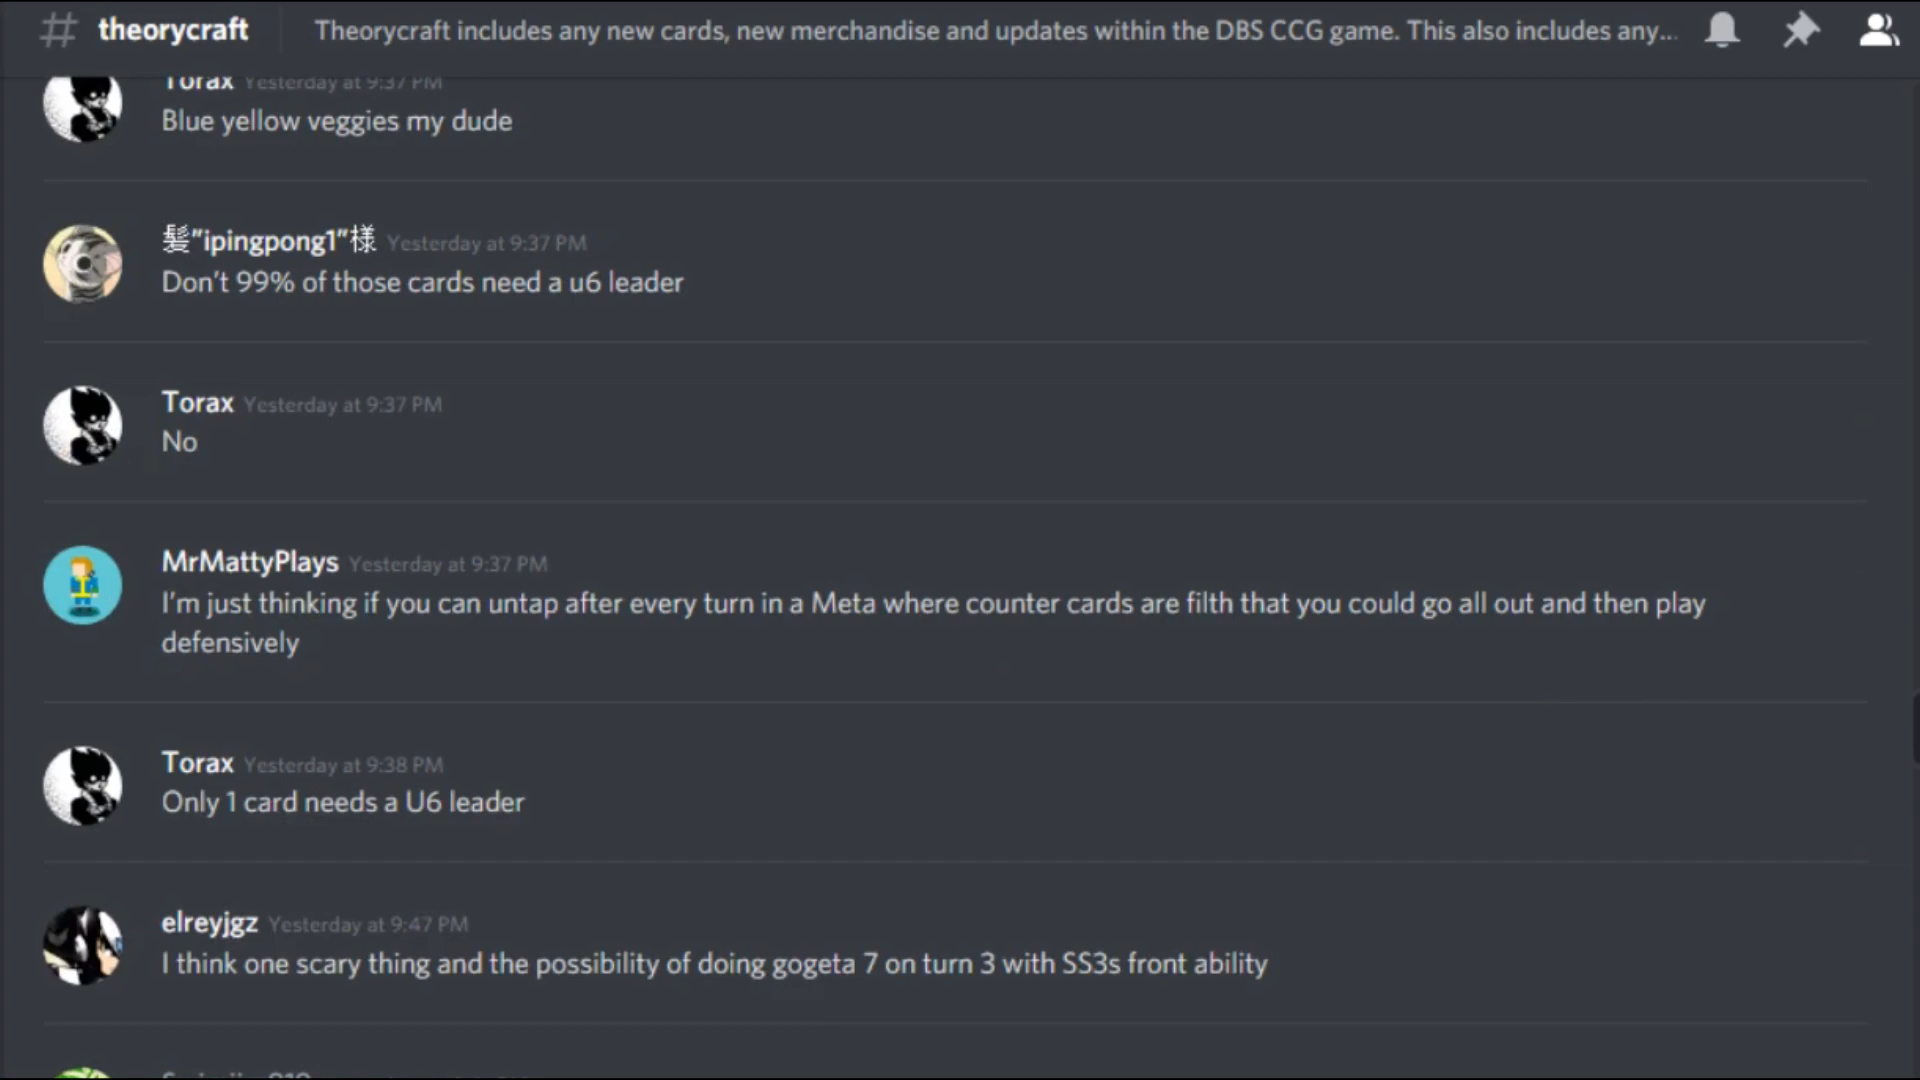 # theorycraft Theorycraft includes any new cards, new merchandise and updates within the DBS CCG game. This also includes any...
Torax Yesterday at 9:37 PM
Blue yellow veggies my dude
髪"ipingpong1"様 Yesterday at 9:37 PM
Don't 99% of those cards need a u6 leader
Torax Yesterday at 9:37 PM
No
MrMattyPlays Yesterday at 9:37 PM
I'm just thinking if you can untap after every turn in a Meta where counter cards are filth that you could go all out and then play
defensively
Torax Yesterday at 9:38 PM
Only 1 card needs a U6 leader
elreyjgz Yesterday at 9:47 PM
I think one scary thing and the possibility of doing gogeta 7 on turn 3 with SS3s front ability